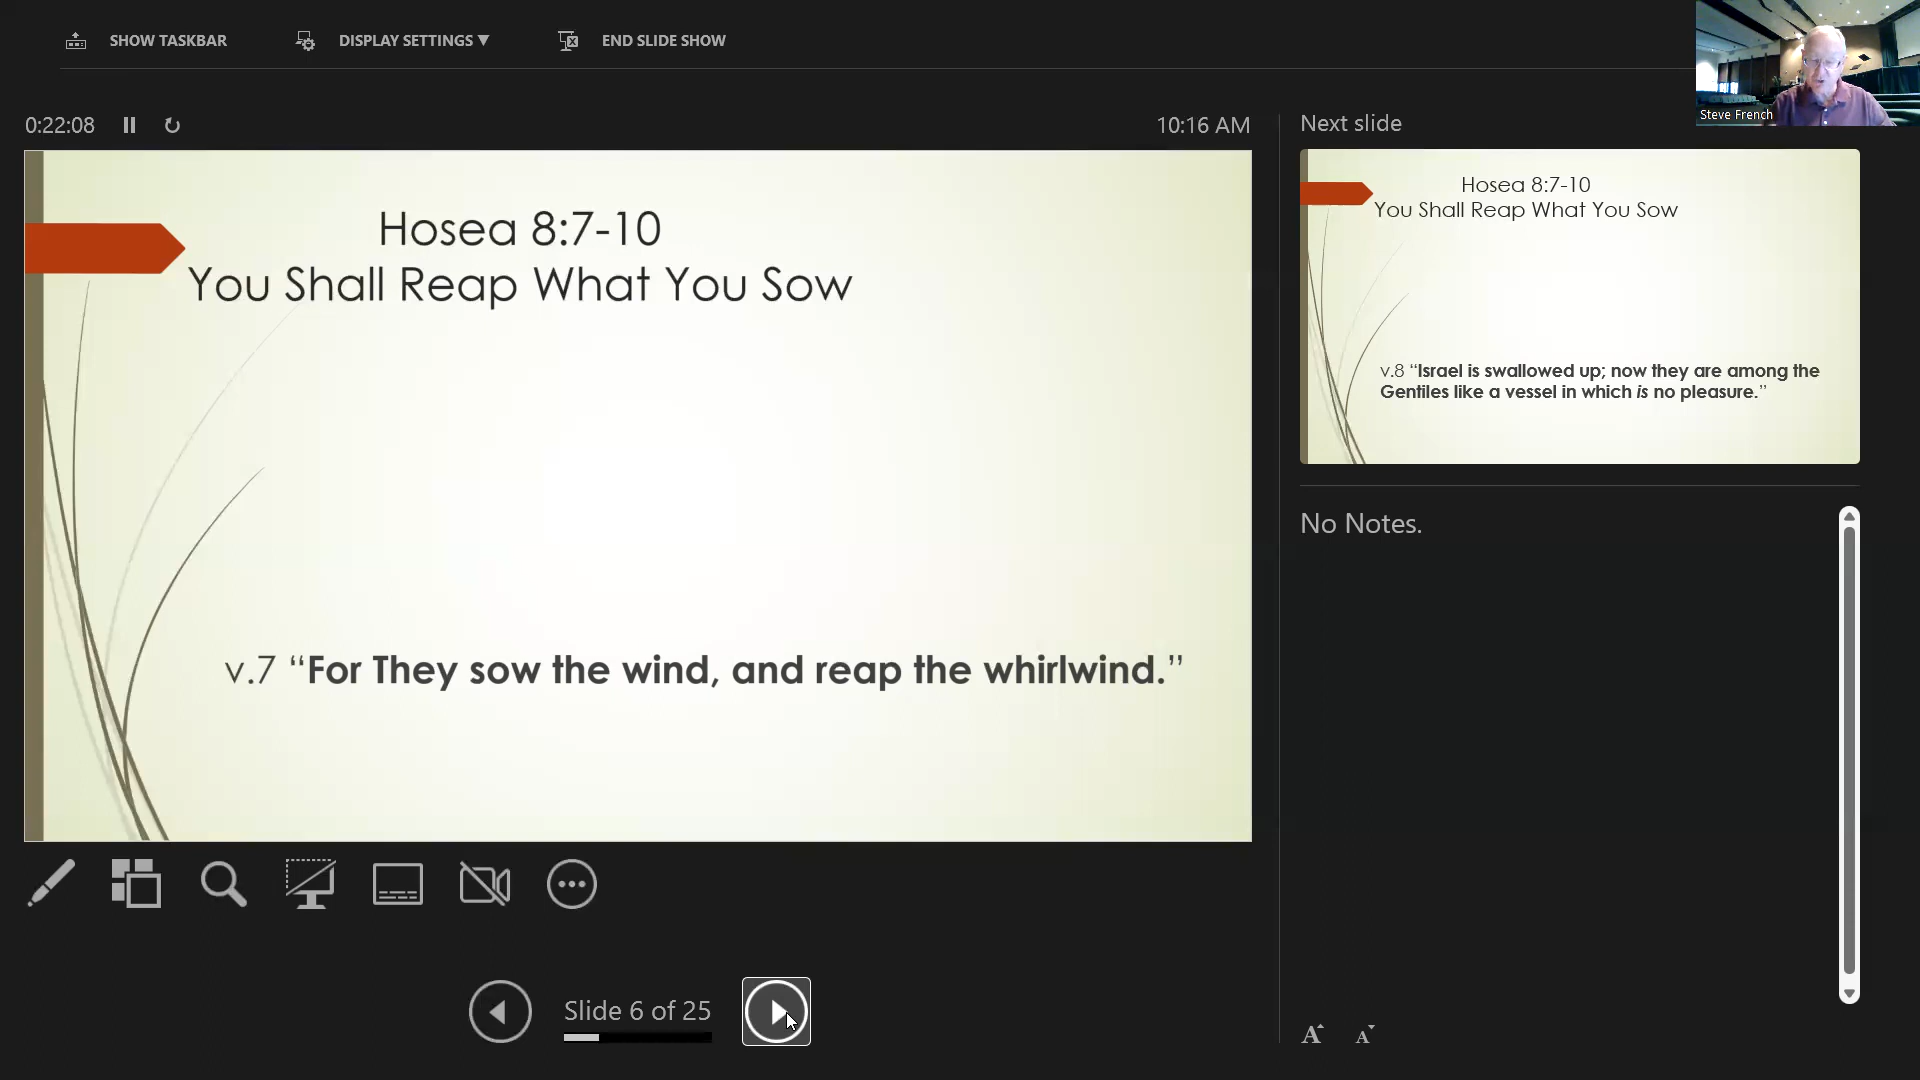 SHOW TASKBAR
DISPLAY SETTINGS ▼
END SLIDE SHOW
Steve French
0:22:08
10:16 AM
Next slide
Hosea 8:7-10
You Shall Reap What You Sow
v.7 “For They sow the wind, and reap the whirlwind.”
Hosea 8:7-10
You Shall Reap What You Sow
v.8 “Israel is swallowed up; now they are among the
Gentiles like a vessel in which is no pleasure.”
No Notes.
Slide 6 of 25
A
A